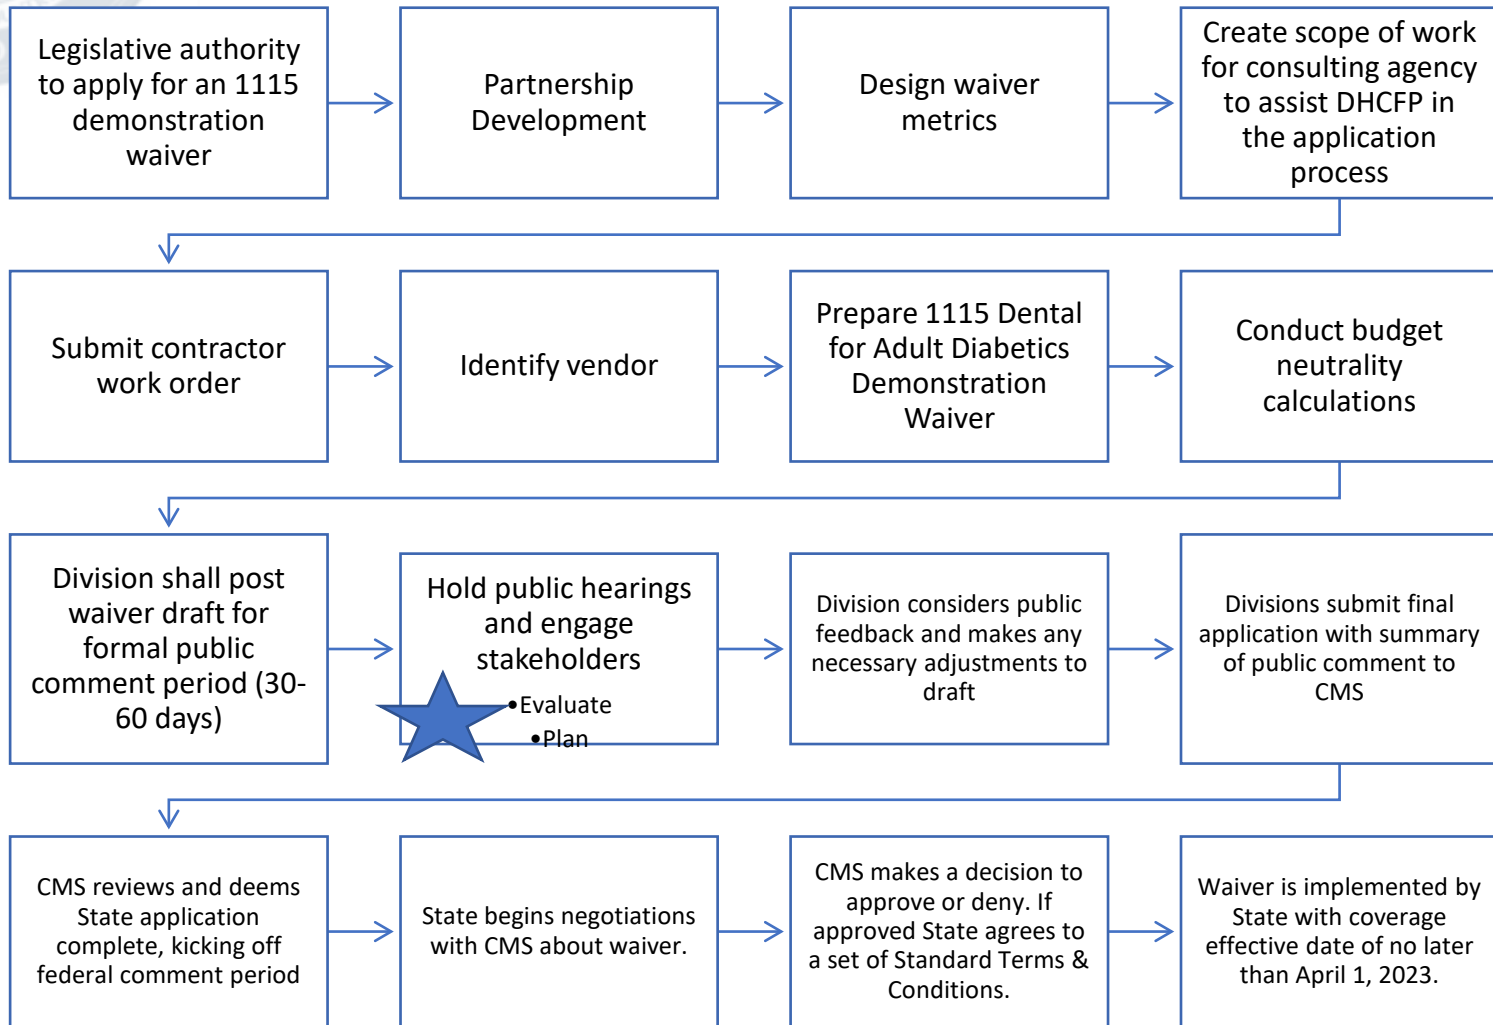 Legislative authority
to apply for an 1115
demonstration
waiver
Partnership
Development
Design waiver
metrics
Create scope of work
for consulting agency
to assist DHCFP in
the application
process
Submit contractor
work order
Identify vendor
Prepare 1115 Dental
for Adult Diabetics
Demonstration
Waiver
Conduct budget
neutrality
calculations
Division shall post
waiver draft for
formal public
comment period (30-
60 days)
Hold public hearings
and engage
stakeholders
•Evaluate
•Plan
Division considers public
feedback and makes any
necessary adjustments to
draft
Divisions submit final
application with summary
of public comment to
CMS
CMS reviews and deems
State application
complete, kicking off
federal comment period
State begins negotiations
with CMS about waiver.
CMS makes a decision to
approve or deny. If
approved State agrees to
a set of Standard Terms &
Conditions.
Waiver is implemented by
State with coverage
effective date of no later
than April 1, 2023.